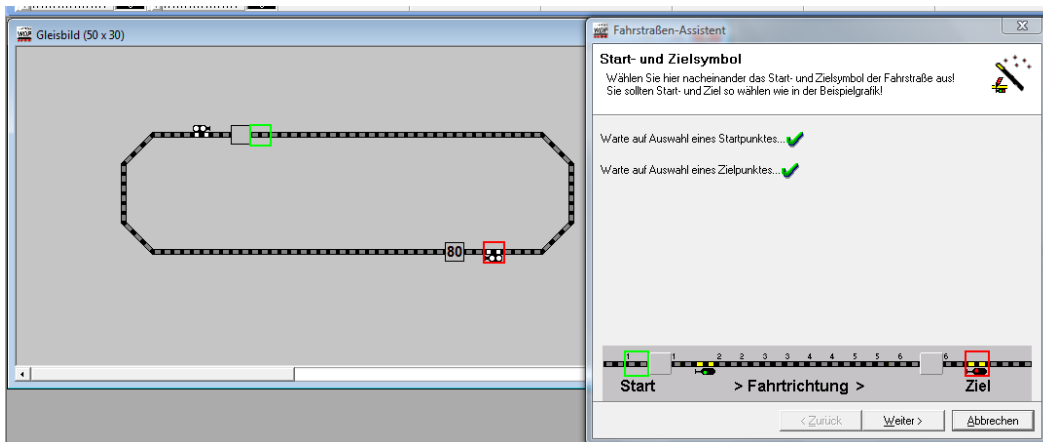 Gleisbild (50 x 30)
80
Fahrstraßen-Assistent
Start- und Zielsymbol
Wählen Sie hier nacheinander das Start- und Zielsymbol der Fahrstraße aus!
Sie sollten Start- und Ziel so wählen wie in der Beispielgrafik!
Warte auf Auswahl eines Startpunktes...
Warte auf Auswahl eines Zielpunktes...
1 1 2 2 2 3 3 4 4 5 5 6 6
Start > Fahrtrichtung > Ziel
< Zurück Weiter > Abbrechen